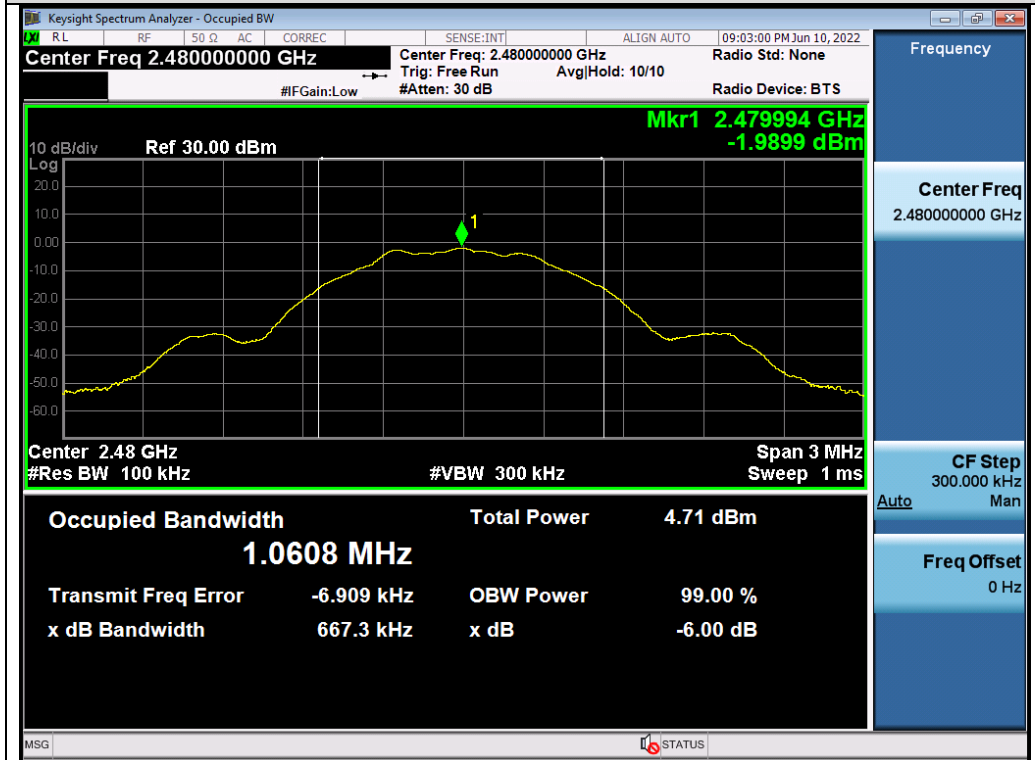 Keysight Spectrum Analyzer - Occupied BW
LXI RL RF 50 Ω AC CORREC SENSE:INT ALIGN AUTO 09:03:00 PM Jun 10, 2022
Center Freq 2.480000000 GHz
Center Freq: 2.480000000 GHz
Radio Std: None
Trig: Free Run Avg|Hold: 10/10
#IFGain:Low #Atten: 30 dB Radio Device: BTS
Mkr1 2.479994 GHz
-1.9899 dBm
10 dB/div Ref 30.00 dBm
Log
20.0
10.0
1
0.00
-10.0
-20.0
-30.0
-40.0
-50.0
-60.0
Center 2.48 GHz Span 3 MHz
#Res BW 100 kHz #VBW 300 kHz Sweep 1 ms
Occupied Bandwidth Total Power 4.71 dBm
1.0608 MHz
Transmit Freq Error -6.909 kHz OBW Power 99.00 %
x dB Bandwidth 667.3 kHz x dB -6.00 dB
MSG STATUS
Frequency
Center Freq
2.480000000 GHz
CF Step
300.000 kHz
Auto Man
Freq Offset
0 Hz